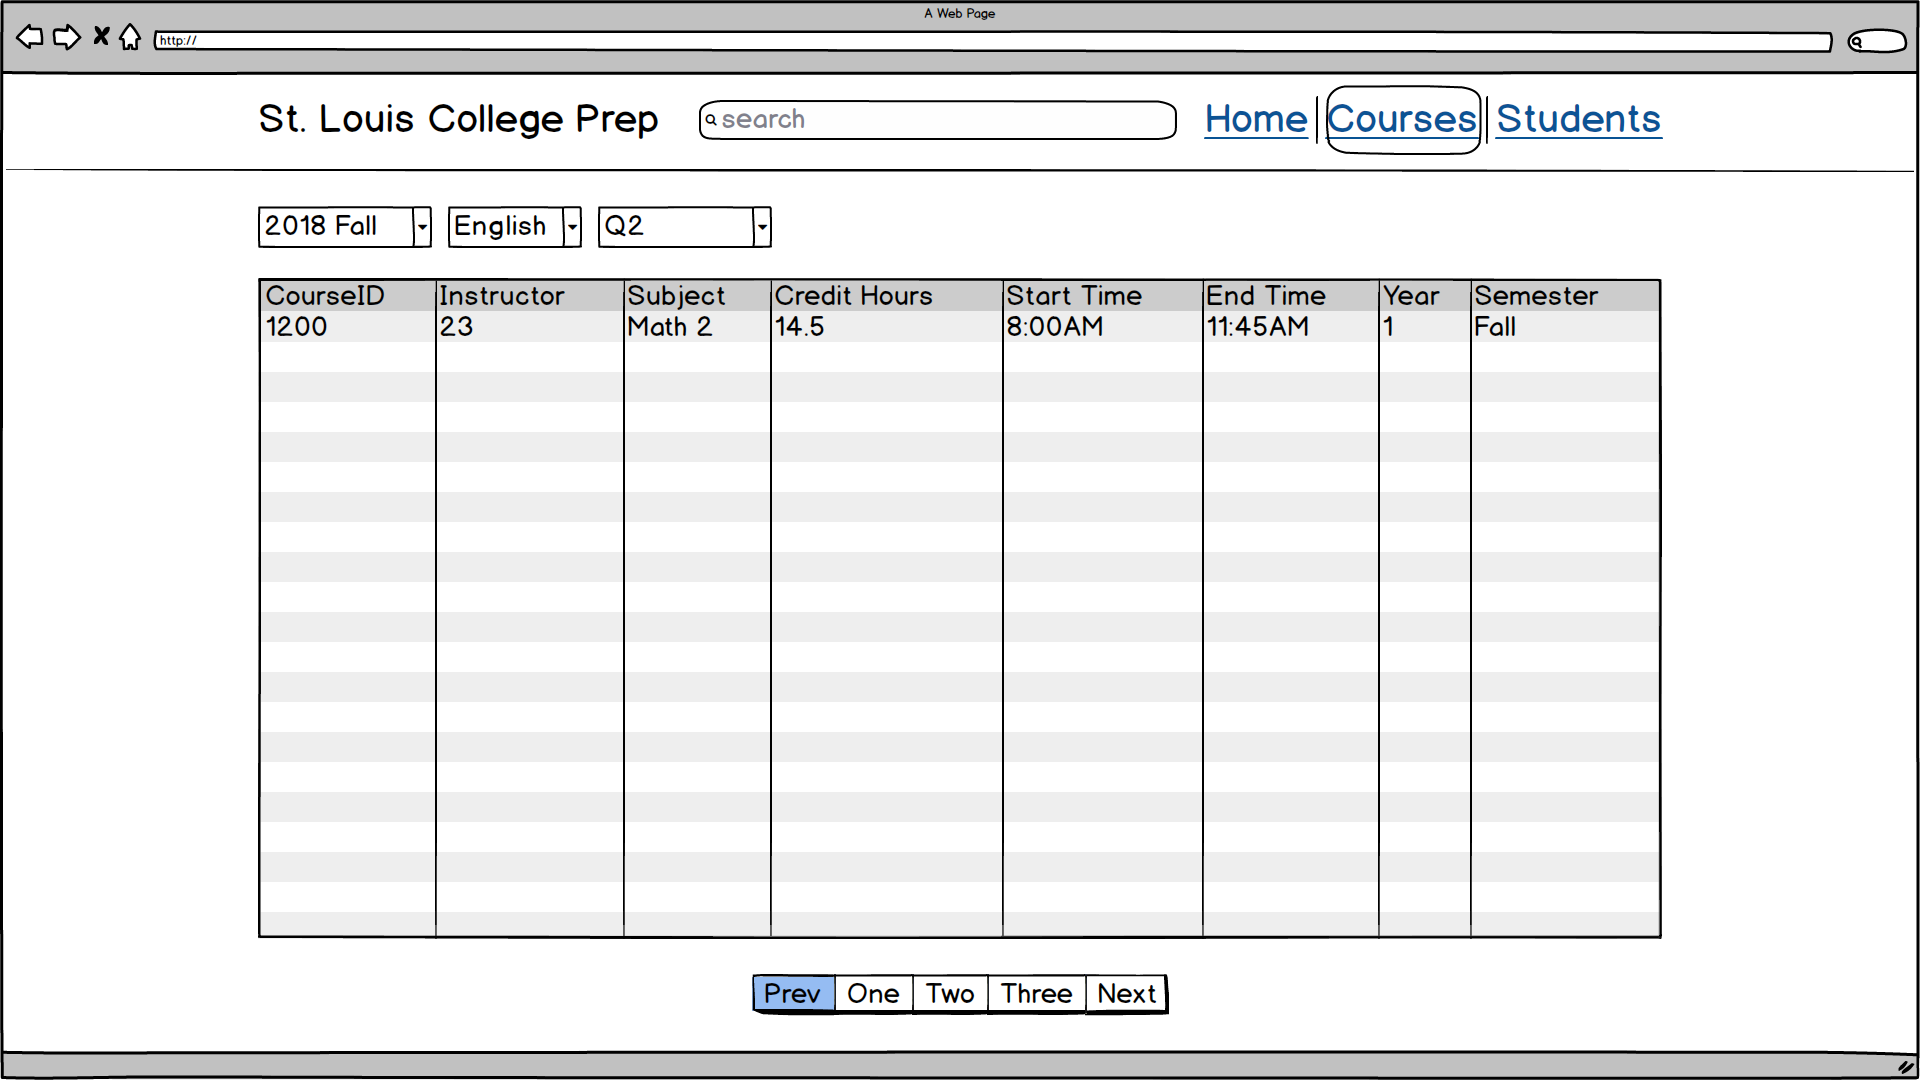 A Web Page
http://
St. Louis College Prep search Home Courses Students
2018 Fall English Q2
CourseID Instructor Subject Credit Hours Start Time End Time Year Semester
1200 23 Math 2 14.5 8:00AM 11:45AM 1 Fall
Prev One Two Three Next